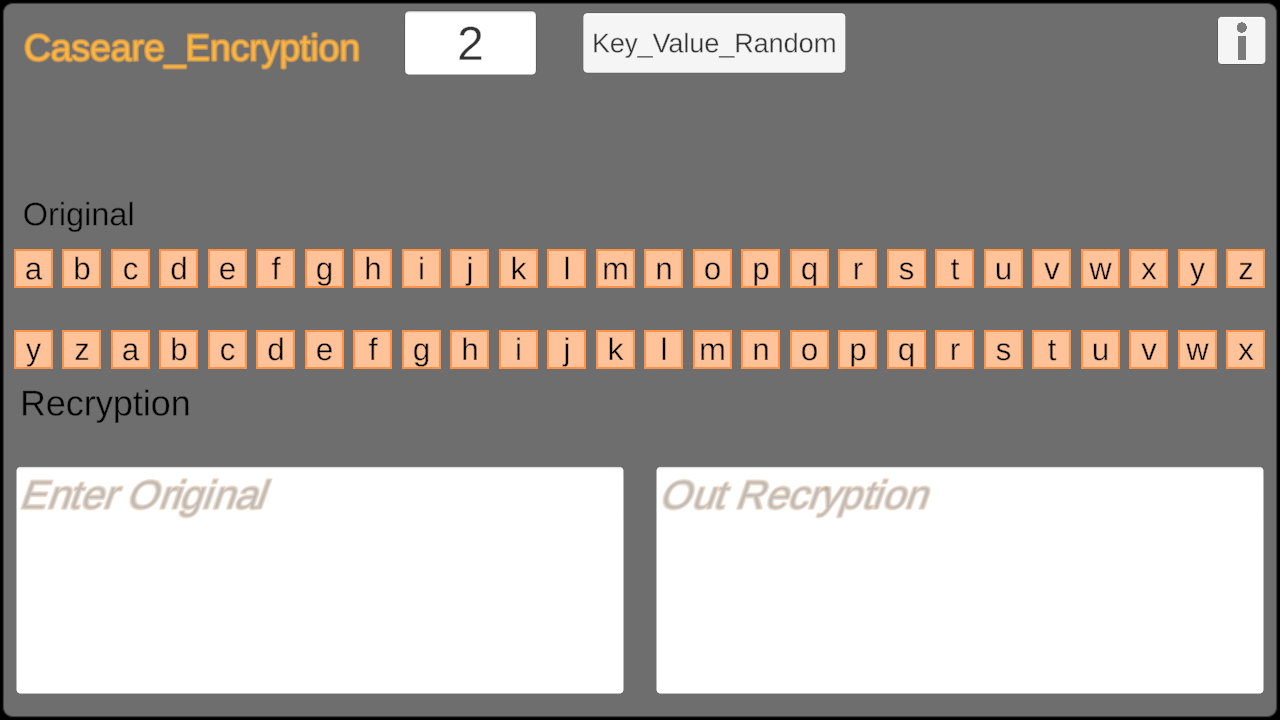 Caseare_Encryption 2 Key_Value_Random i
Original
a b c d e f g h i j k l m n o p q r s t u v w x y z
y z a b c d e f g h i j k l m n o p q r s t u v w x
Recryption
Enter Original Out Recryption